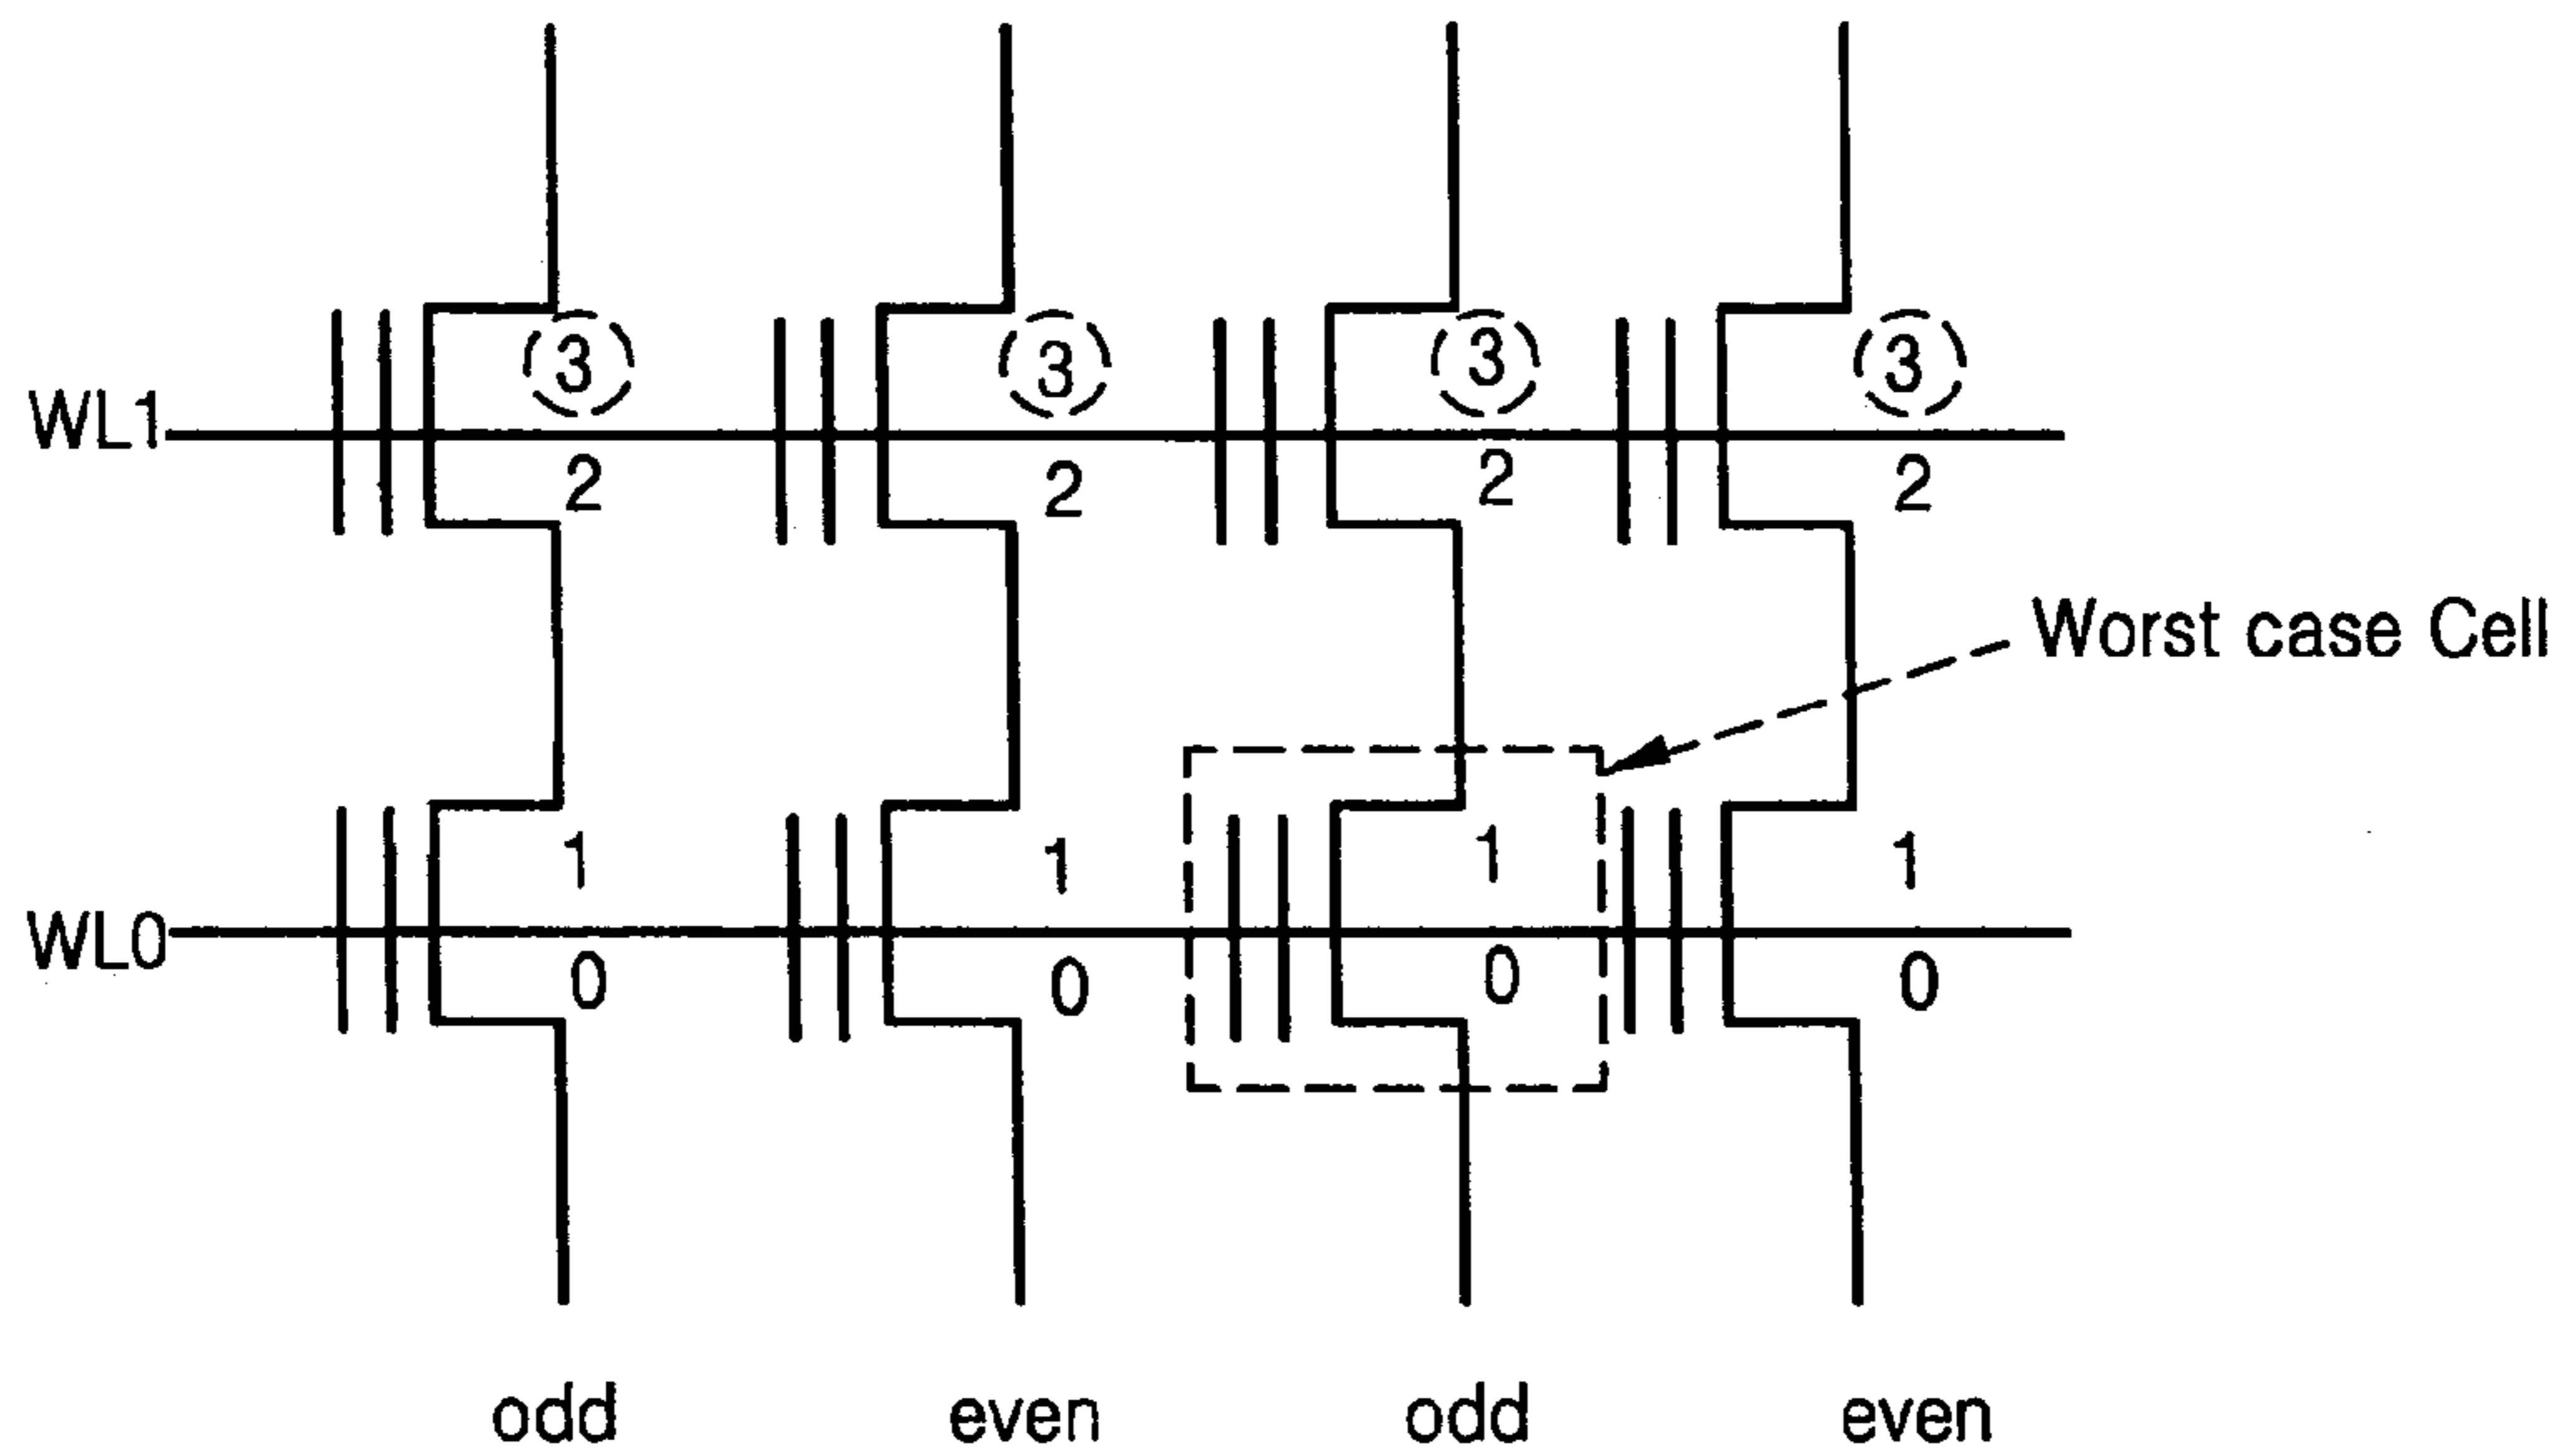 3 3 3 3
WL1
2 2 2 2
Worst case Cell
1 1 1 1
WL0
0 0 0 0
odd even odd even